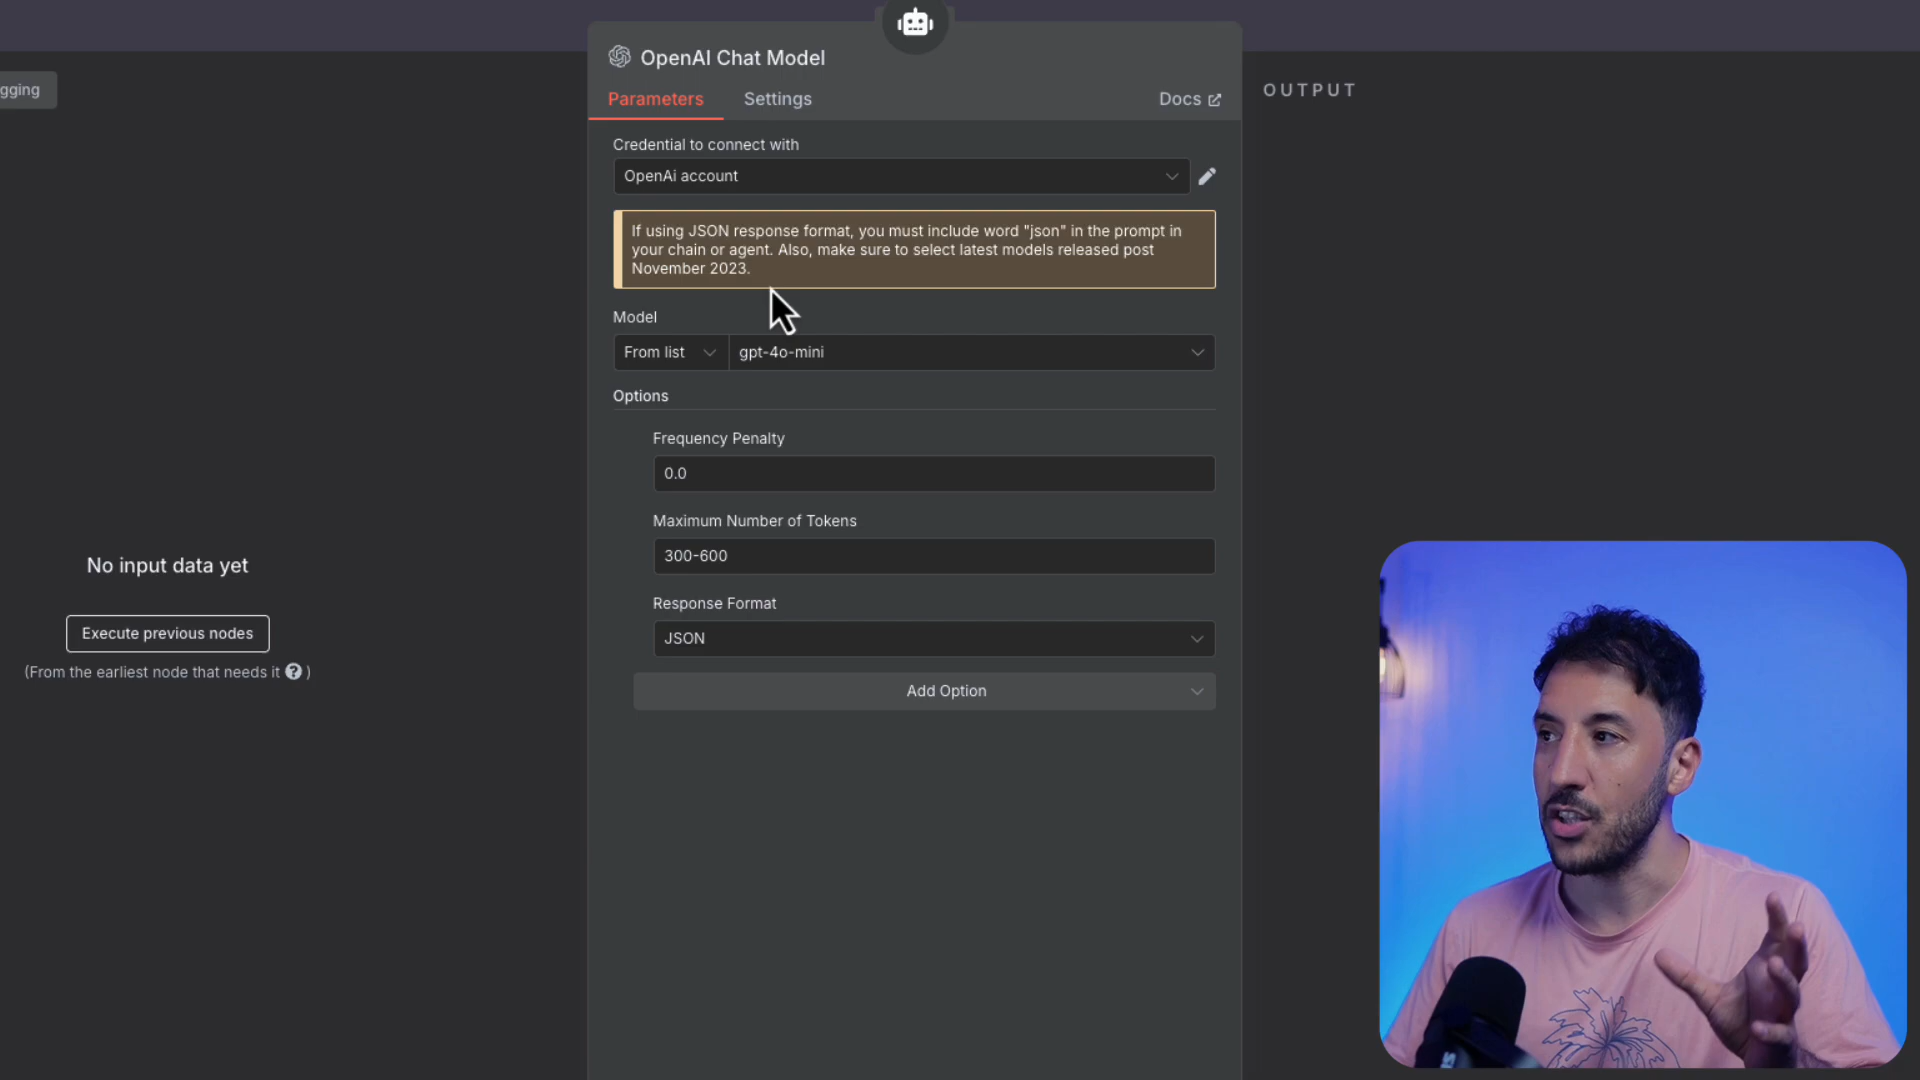 gging
OpenAI Chat Model
Parameters
Settings
Docs
OUTPUT
Credential to connect with
OpenAi account
If using JSON response format, you must include word "json" in the prompt in
your chain or agent. Also, make sure to select latest models released post
November 2023.
Model
From list
gpt-4o-mini
Options
Frequency Penalty
0.0
Maximum Number of Tokens
300-600
Response Format
JSON
Add Option
No input data yet
Execute previous nodes
(From the earliest node that needs it ? )